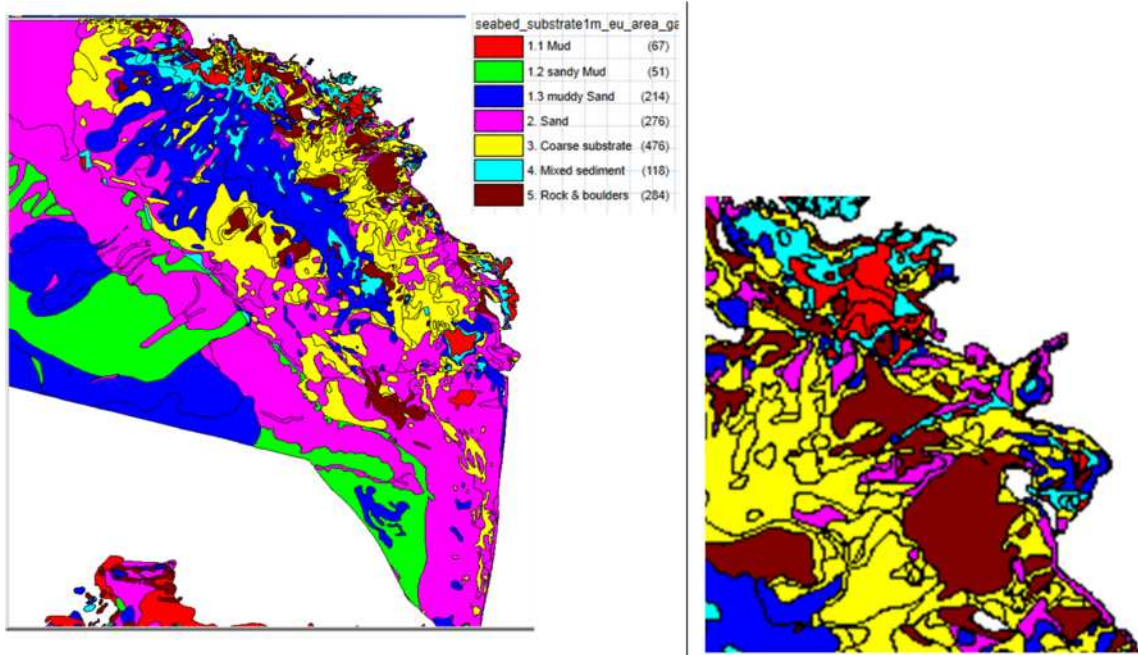 seabed_substrate1m_eu_area_ga
1.1 Mud (67)
1.2 sandy Mud (51)
1.3 muddy Sand (214)
2. Sand (276)
3. Coarse substrate (476)
4. Mixed sediment (118)
5. Rock & boulders (284)